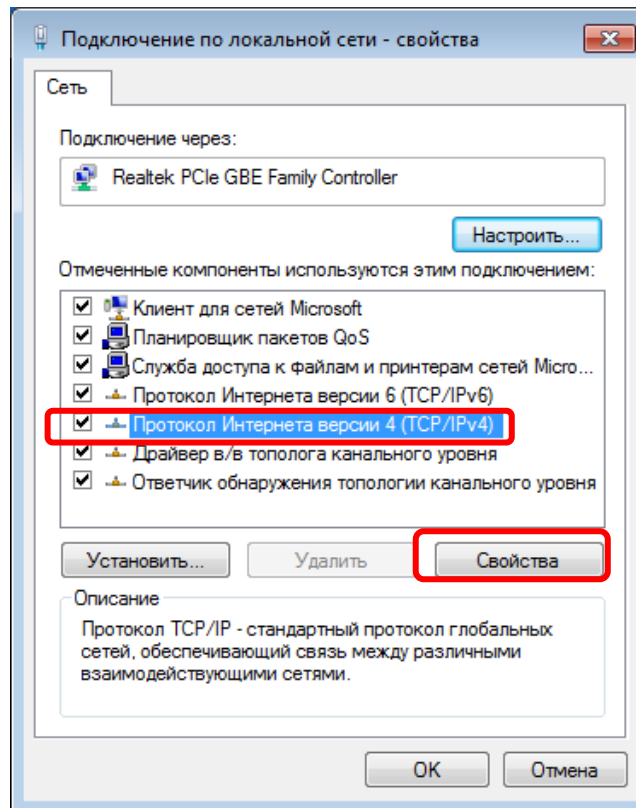 Подключение по локальной сети - свойства
Сеть
Подключение через:
Realtek PCIe GBE Family Controller
Настроить...
Отмеченные компоненты используются этим подключением:
Клиент для сетей Microsoft
Планировщик пакетов QoS
Служба доступа к файлам и принтерам сетей Micro...
Протокол Интернета версии 6 (TCP/IPv6)
Протокол Интернета версии 4 (TCP/IPv4)
Драйвер в/в тополога канального уровня
Ответчик обнаружения топологии канального уровня
Установить... Удалить Свойства
Описание
Протокол TCP/IP - стандартный протокол глобальных
сетей, обеспечивающий связь между различными
взаимодействующими сетями.
OK Отмена